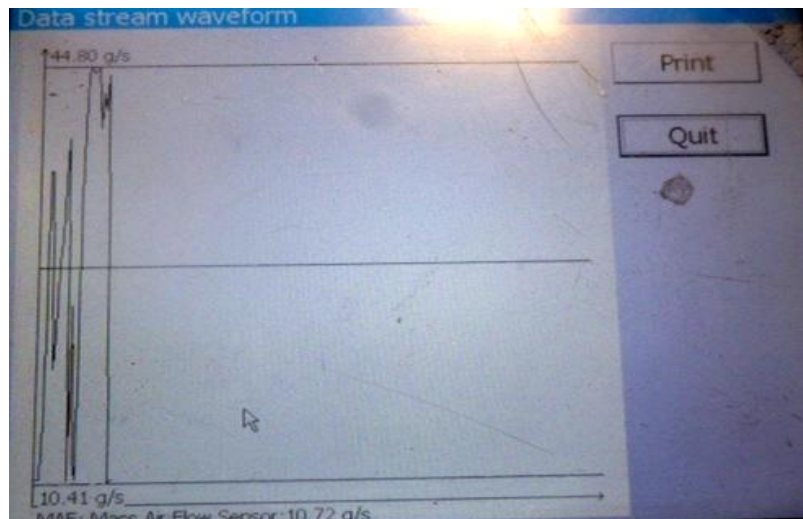 Data stream waveform
44.80 g/s
Print
Quit
10.41 g/s
MAF: Mass Air Flow Sensor:10.72 g/s